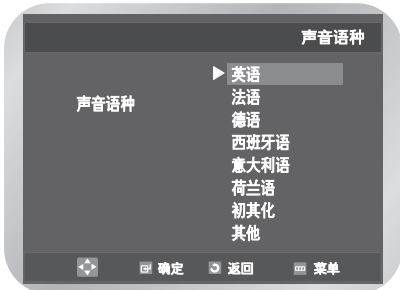 声音语种
声音语种
英语
法语
德语
西班牙语
意大利语
荷兰语
初其化
其他
确定 返回 菜单